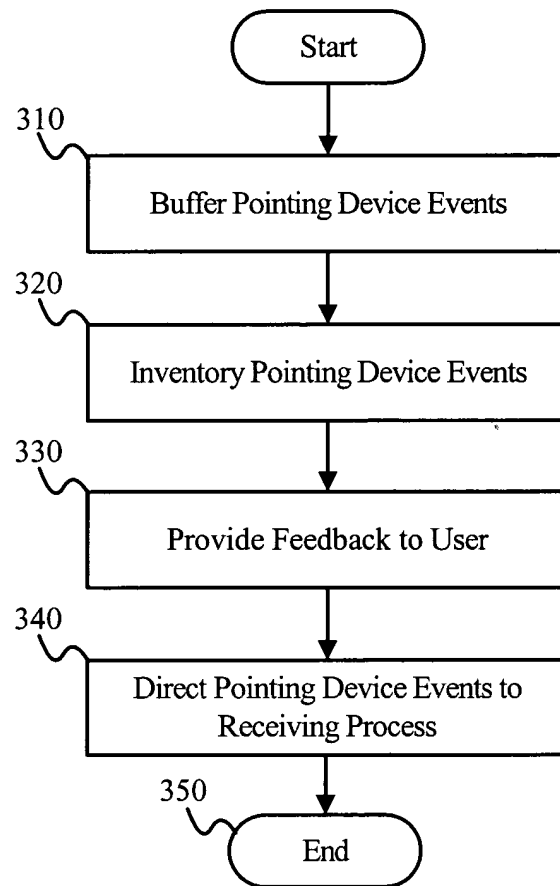 Start
310
Buffer Pointing Device Events
320
Inventory Pointing Device Events
330
Provide Feedback to User
340
Direct Pointing Device Events to
Receiving Process
350
End